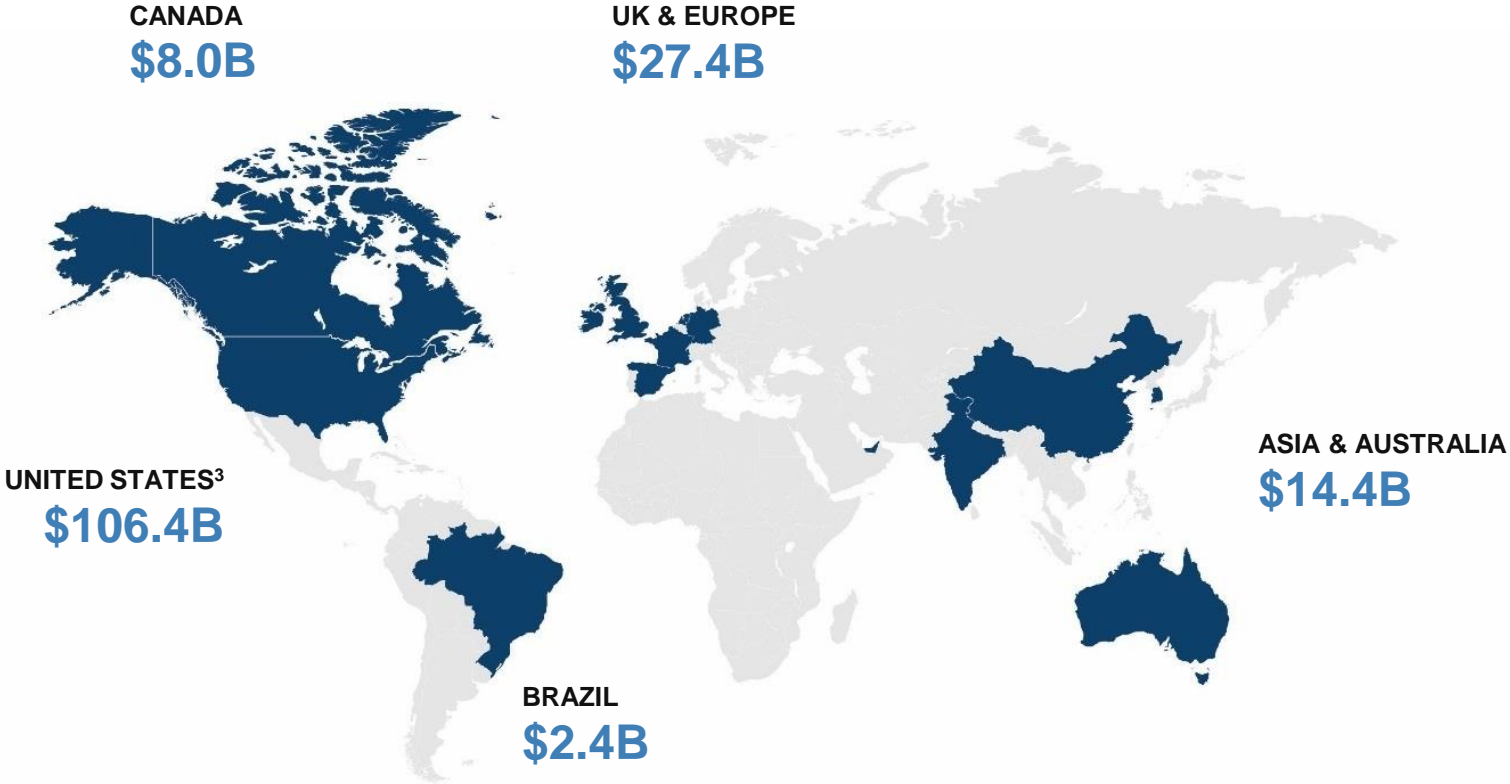 CANADA
$8.0B
UK & EUROPE
$27.4B
UNITED STATES³
$106.4B
ASIA & AUSTRALIA
$14.4B
BRAZIL
$2.4B